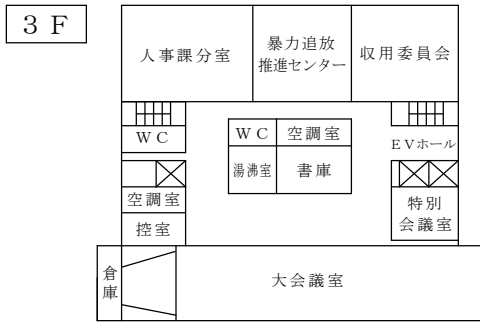 ３Ｆ
人事課分室
暴力追放
推進センター
収用委員会
ＷＣ
ＷＣ
空調室
ＥＶホール
湯沸室
書庫
空調室
特別
会議室
控室
倉庫
大会議室